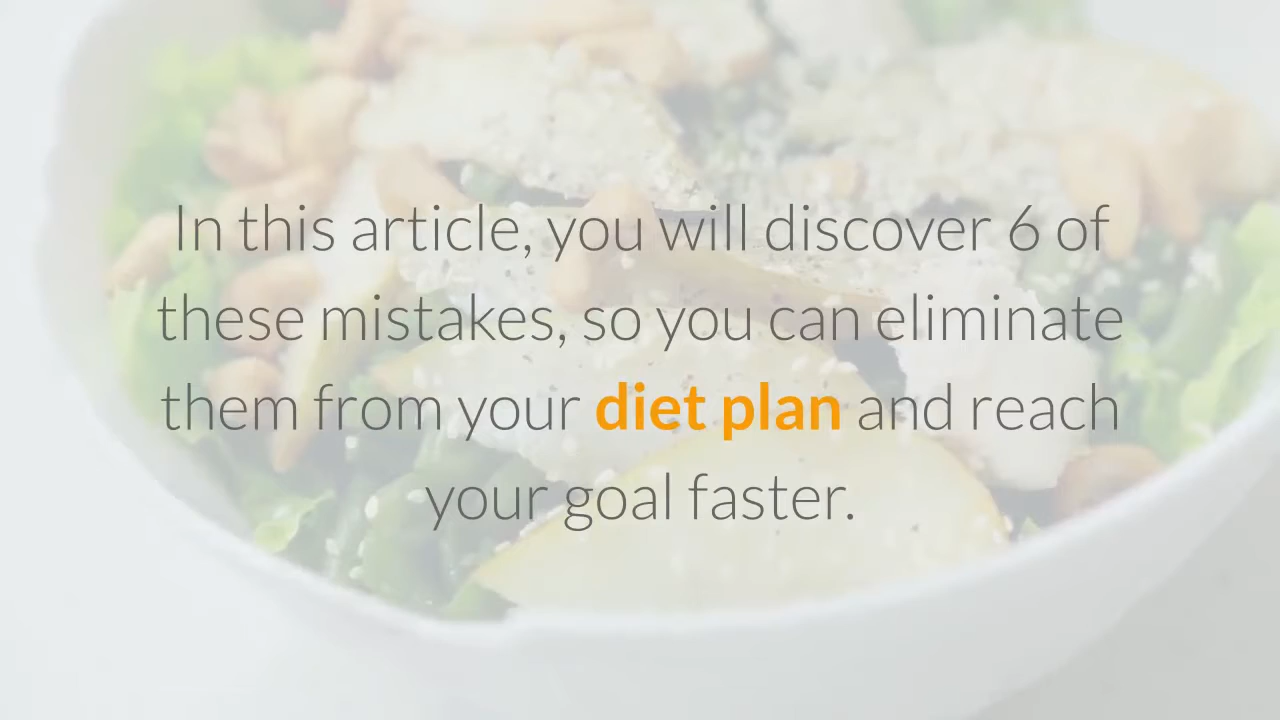 In this article, you will discover 6 of
these mistakes, so you can eliminate
them from your diet plan and reach
your goal faster.